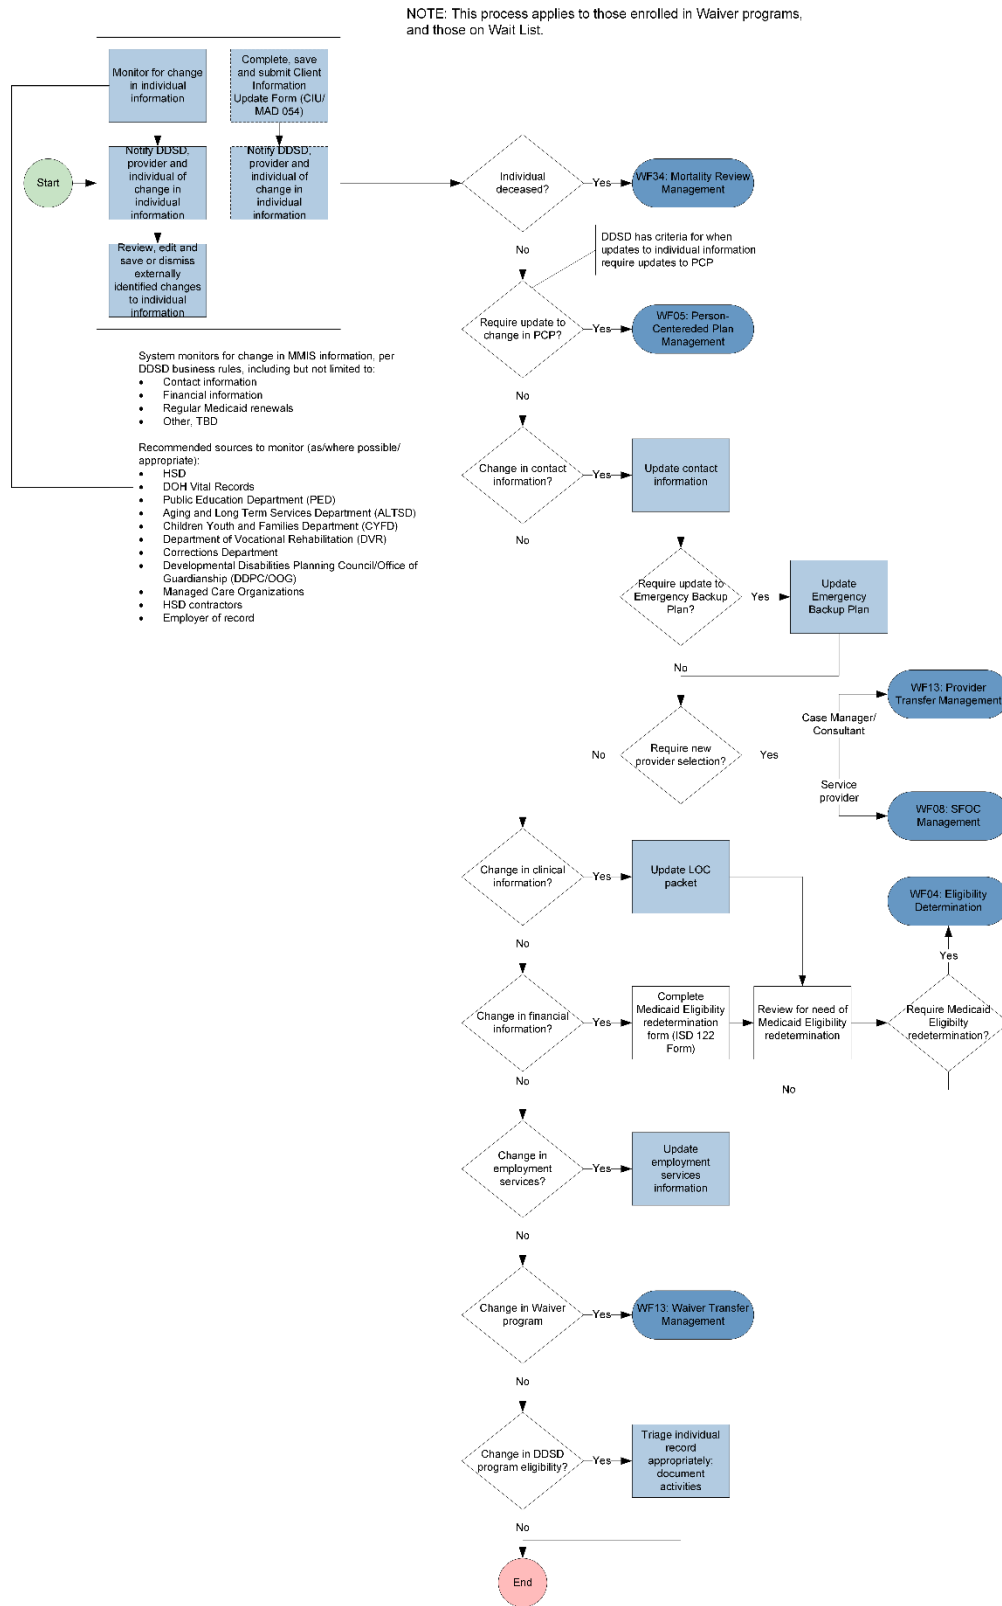 NOTE: This process applies to those enrolled in Waiver programs,
and those on Wait List.
Monitor for change
in individual
information
Complete, save
and submit Client
Information
Update Form (CIU/
MAD 054)
Start
Notify DDSD,
provider and
individual of
change in
individual
information
Notify DDSD,
provider and
individual of
change in
individual
information
Review, edit and
save or dismiss
externally
identified changes
to individual
information
Individual
deceased?
Yes
WF34: Mortality Review
Management
No
DDSD has criteria for when
updates to individual information
require updates to PCP
Require update to
change in PCP?
Yes
WF05: Person-
Centereded Plan
Management
No
System monitors for change in MMIS information, per
DDSD business rules, including but not limited to:
• Contact information
• Financial information
• Regular Medicaid renewals
• Other, TBD
Recommended sources to monitor (as/where possible/
appropriate):
• HSD
• DOH Vital Records
• Public Education Department (PED)
• Aging and Long Term Services Department (ALTSD)
• Children Youth and Families Department (CYFD)
• Department of Vocational Rehabilitation (DVR)
• Corrections Department
• Developmental Disabilities Planning Council/Office of
Guardianship (DDPC/OOG)
• Managed Care Organizations
• HSD contractors
• Employer of record
Change in contact
information?
Yes
Update contact
information
No
Require update to
Emergency Backup
Plan?
Yes
Update
Emergency
Backup Plan
No
WF13: Provider
Transfer Management
Case Manager/
Consultant
No
Require new
provider selection?
Yes
Service
provider
WF08: SFOC
Management
Change in clinical
information?
Yes
Update LOC
packet
WF04: Eligibility
Determination
No
Yes
Change in financial
information?
Yes
Complete
Medicaid Eligibility
redetermination
form (ISD 122
Form)
Review for need of
Medicaid Eligibility
redetermination
Require Medicaid
Eligibilty
redetermination?
No
No
Change in
employment
services?
Yes
Update
employment
services
information
No
Change in Waiver
program
Yes
WF13: Waiver Transfer
Management
No
Change in DDSD
program eligibility?
Yes
Triage individual
record
appropriately:
document
activities
No
End